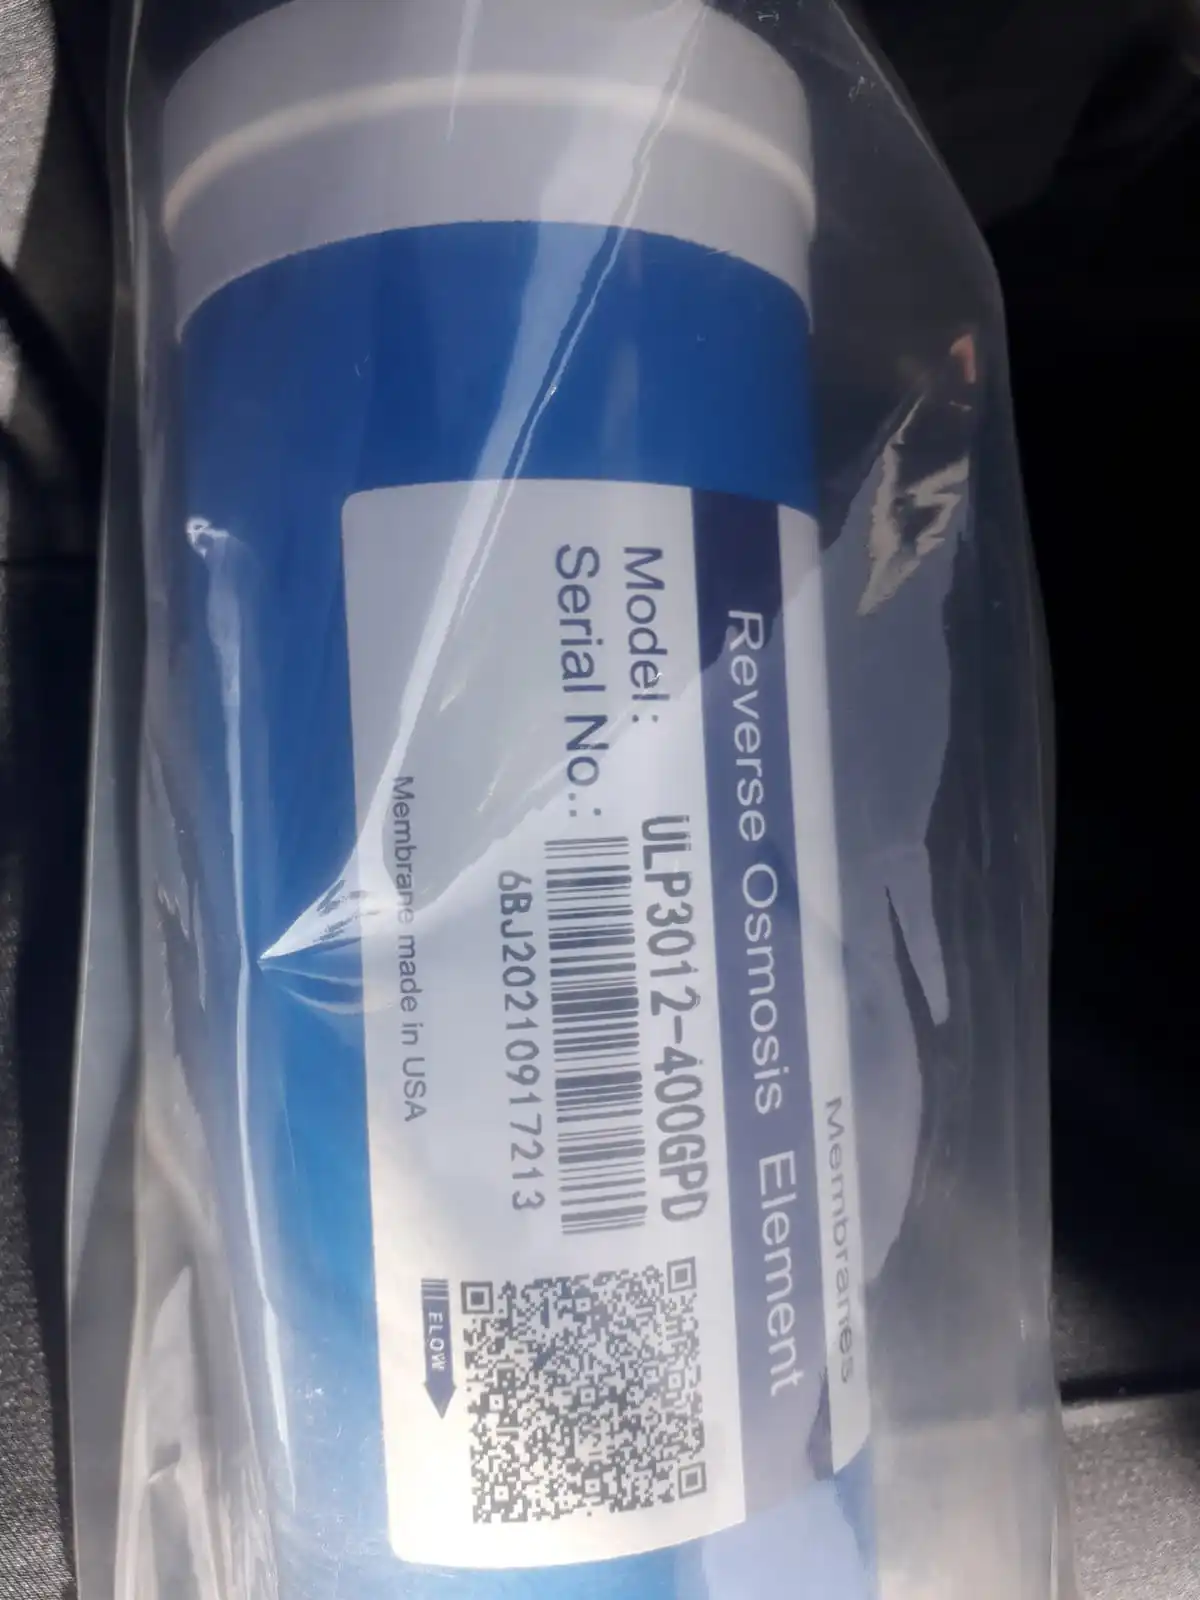 Membranes
Reverse Osmosis Element
Model: ULP3012-400GPD
Serial No.:
6BJ20210917213
Membrane made in USA
FLOW